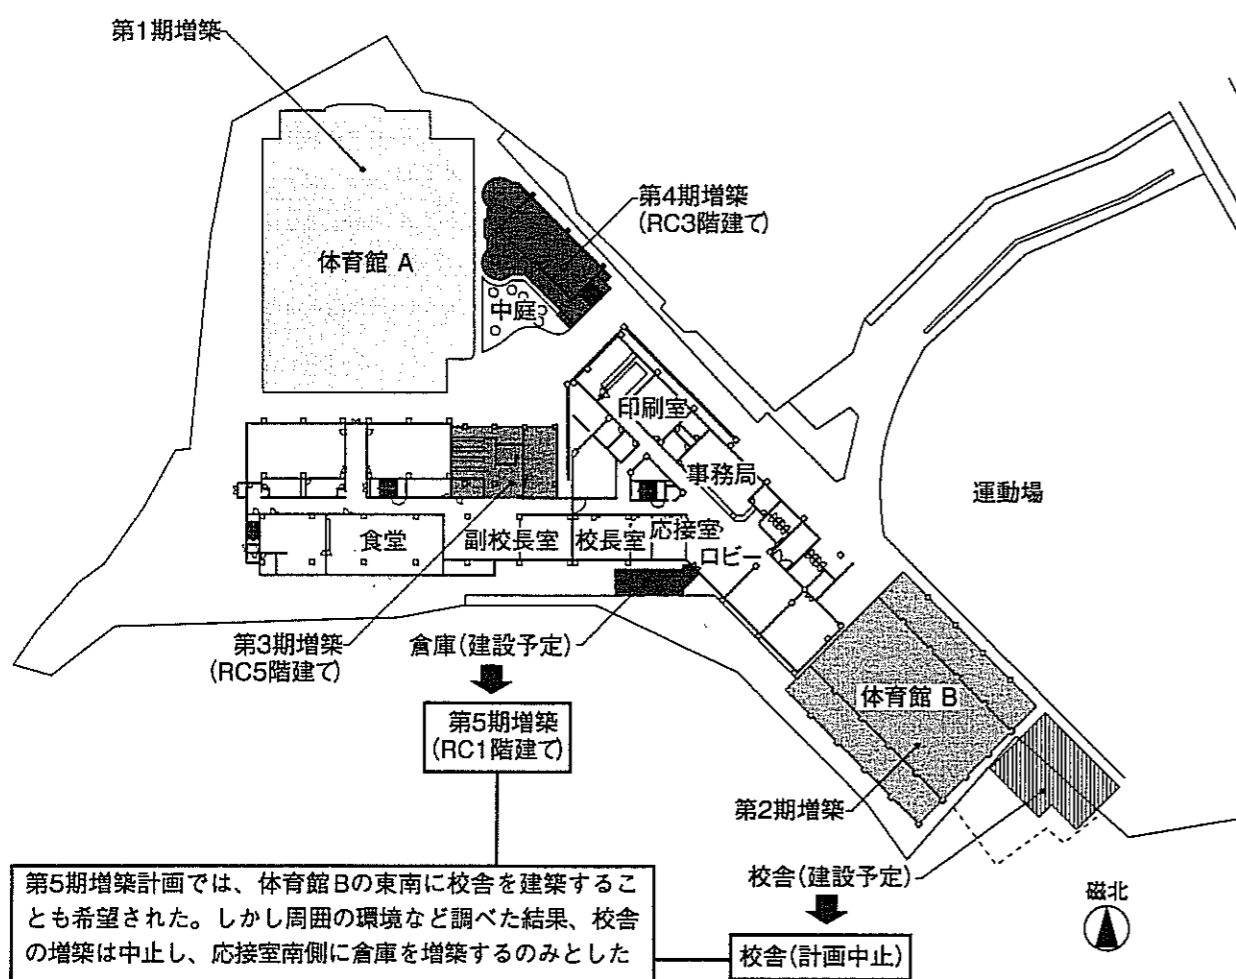 第1期増築
第4期増築
(RC3階建て)
体育館 A
中庭
印刷室
事務局
運動場
食堂
副校長室
校長室
応接室
ロビー
第3期増築
(RC5階建て)
倉庫(建設予定)
体育館 B
第5期増築
(RC1階建て)
第2期増築
校舎(建設予定)
磁北
第5期増築計画では、体育館Bの東南に校舎を建築するこ
とも希望された。しかし周囲の環境など調べた結果、校舎
の増築は中止し、応接室南側に倉庫を増築するのみとした
校舎(計画中止)